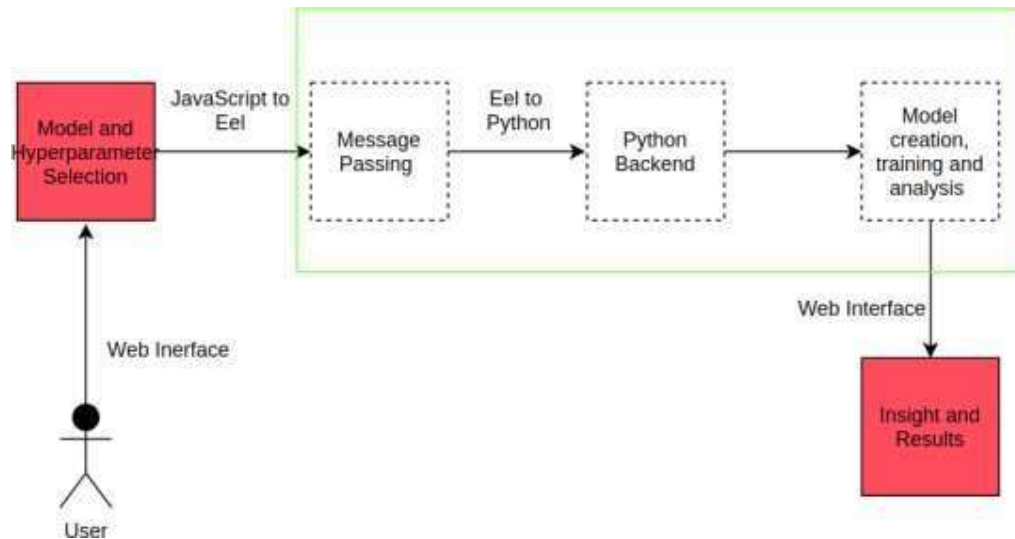 Model and
Hyperparameter
Selection
JavaScript to
Eel
Message
Passing
Eel to
Python
Python
Backend
Model
creation,
training and
analysis
Web Interface
Insight and
Results
Web Inerface
User